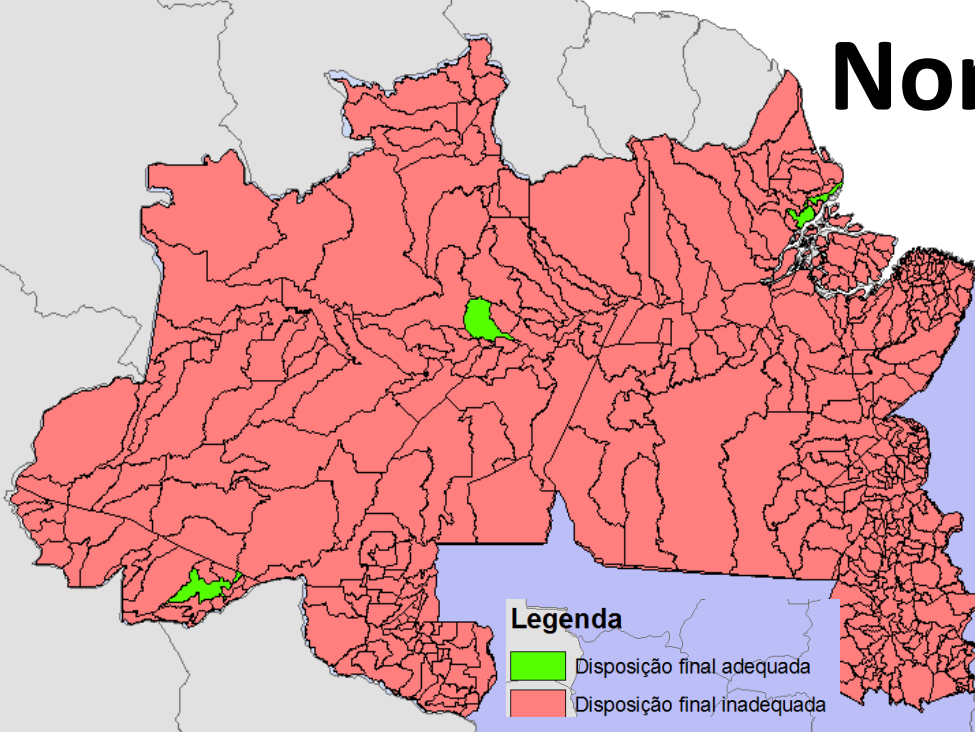 Nor
Legenda
Disposição final adequada
Disposição final inadequada